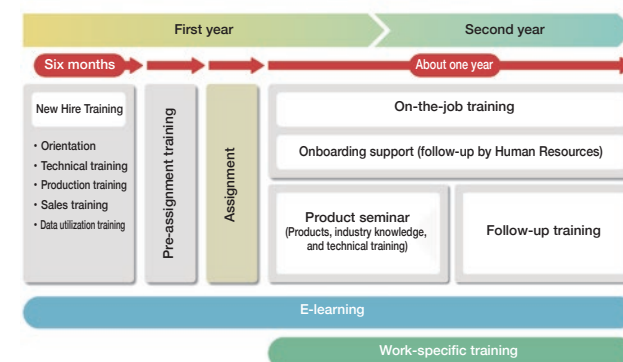 First year
Second year
Six months
About one year
New Hire Training
・Orientation
・Technical training
・Production training
・Sales training
・Data utilization training
Pre-assignment training
Assignment
On-the-job training
Onboarding support (follow-up by Human Resources)
Product seminar
(Products, industry knowledge,
and technical training)
Follow-up training
E-learning
Work-specific training